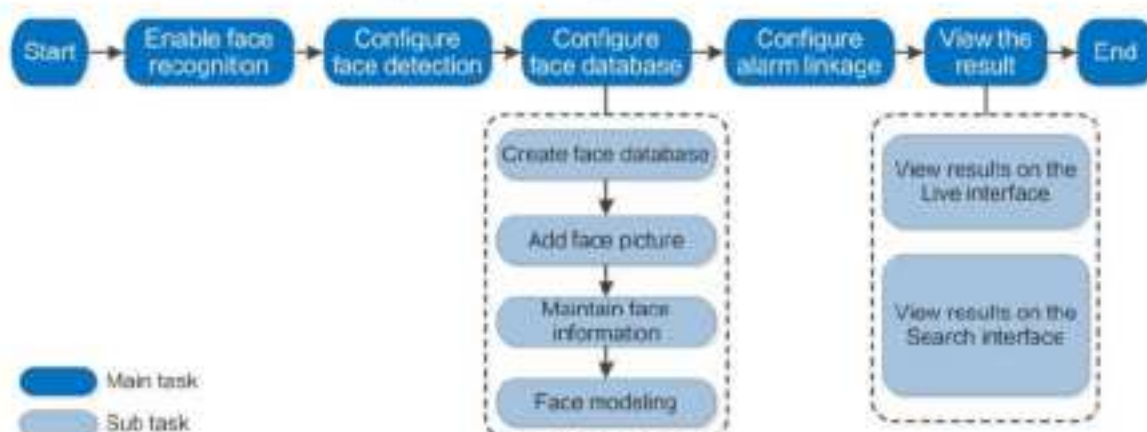 Start
Enable face
recognition
Configure
face detection
Configure
face database
Configure
alarm linkage
View the
result
End
Create face database
Add face picture
Maintain face
information
Face modeling
View results on the
Live interface
View results on the
Search interface
Main task
Sub task